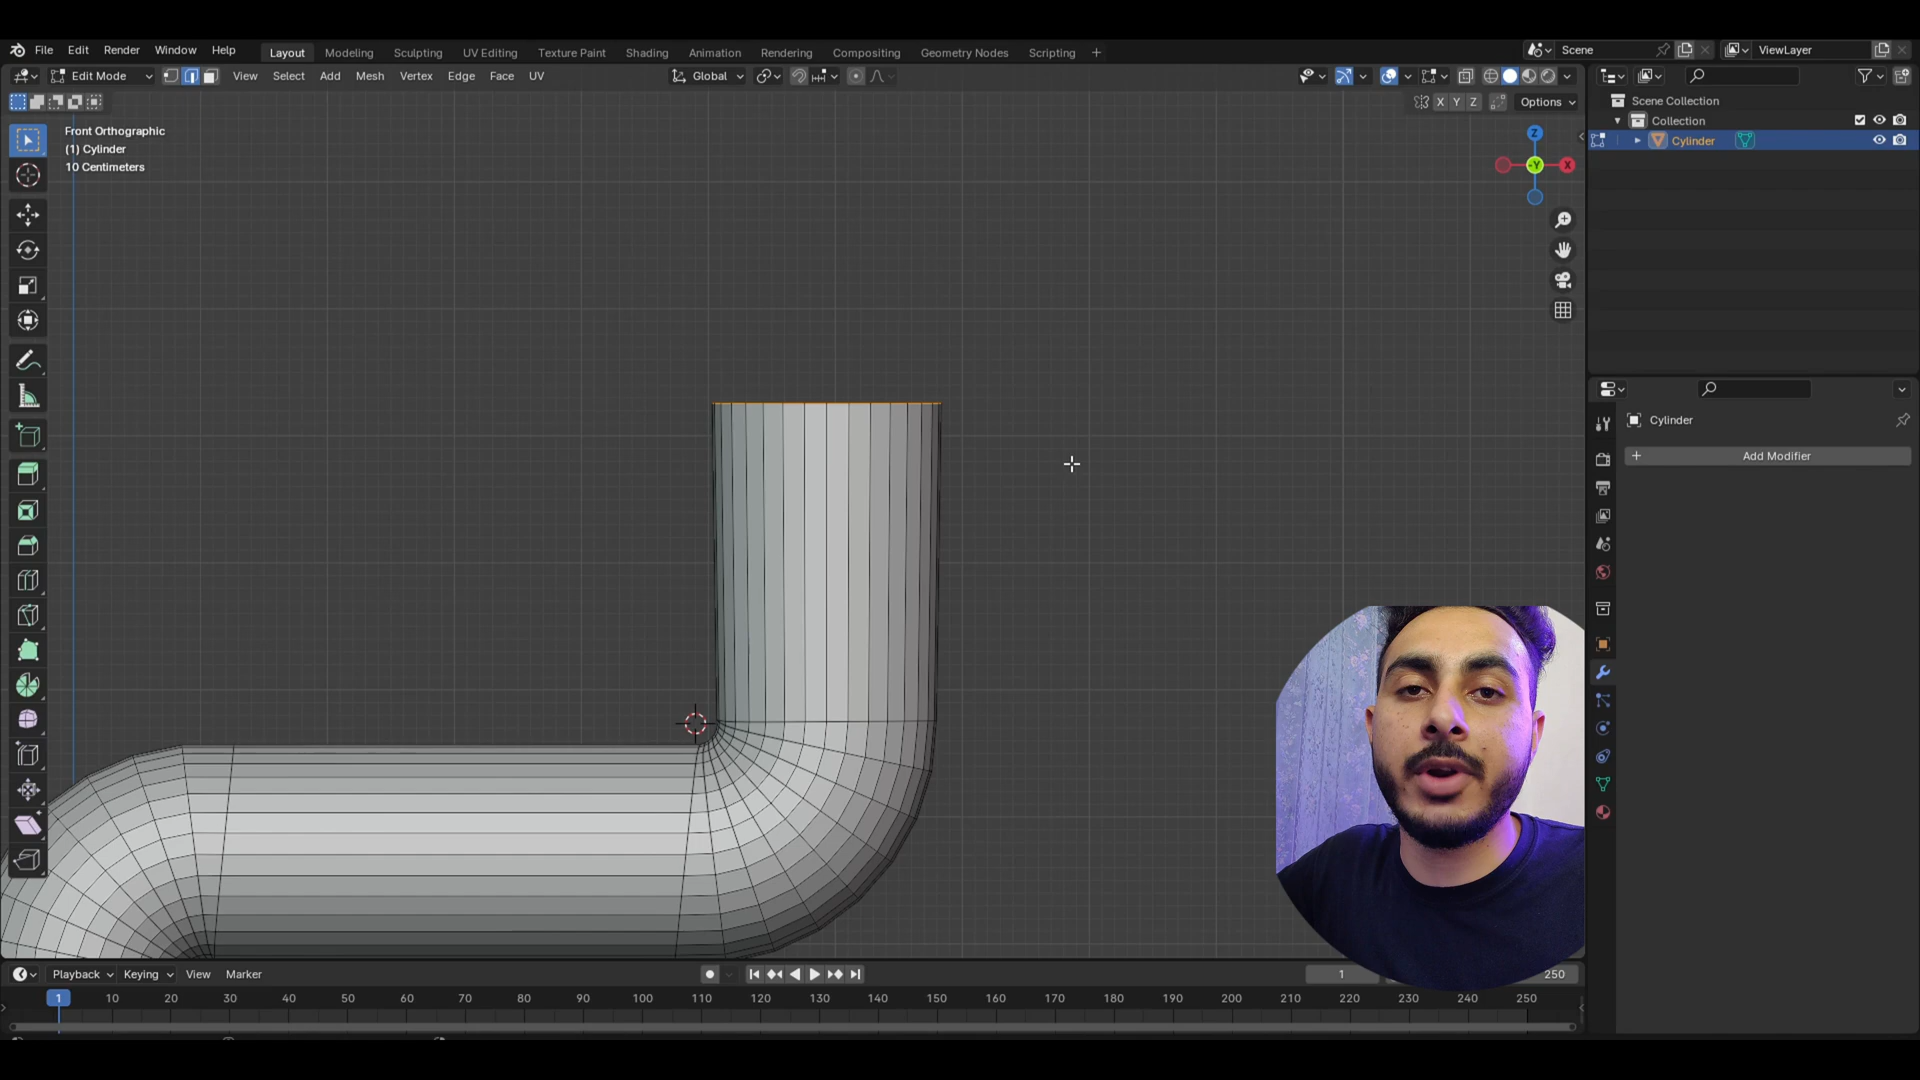 File Edit Render Window Help Layout Modeling Sculpting UV Editing Texture Paint Shading Animation Rendering Compositing Geometry Nodes Scripting + Scene ViewLayer
Edit Mode View Select Add Mesh Vertex Edge Face UV Global
X Y Z Options
Front Orthographic
(1) Cylinder
10 Centimeters
Z
-Y
X
Scene Collection
Collection
Cylinder
Cylinder
+ Add Modifier
Playback Keying View Marker 1 250
1 10 20 30 40 50 60 70 80 90 100 110 120 130 140 150 160 170 180 190 200 210 220 230 240 250